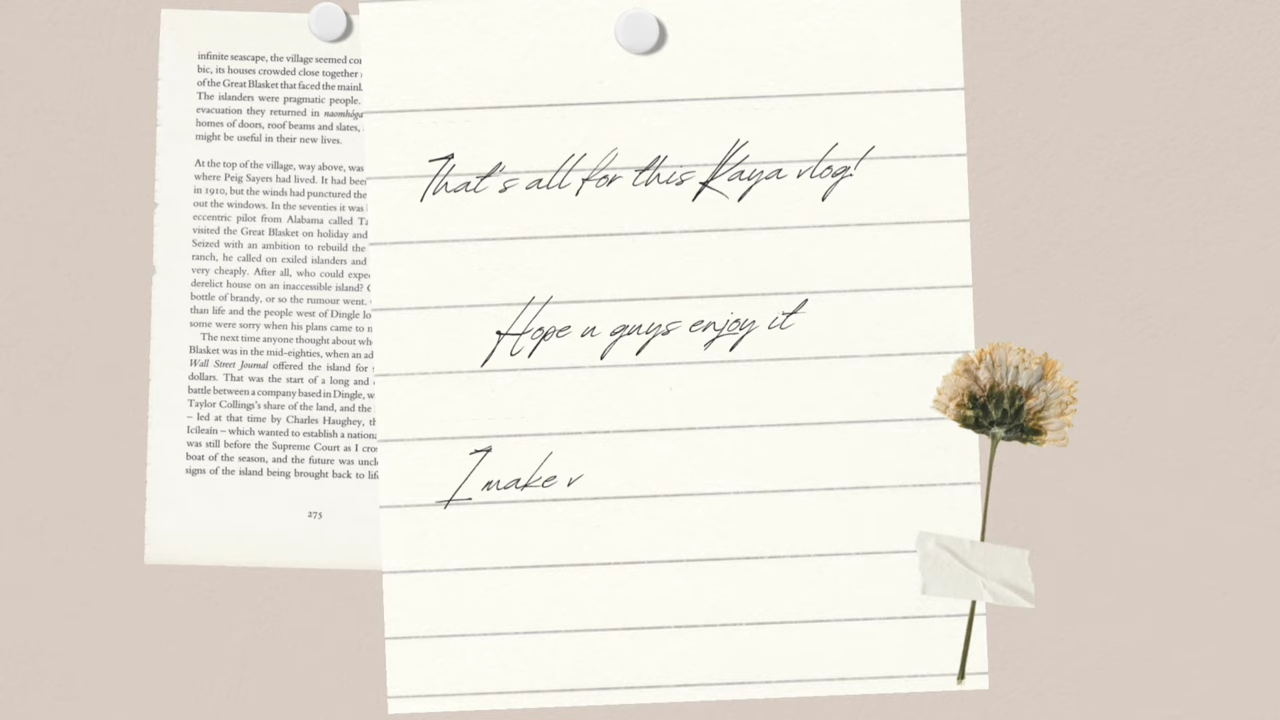 infinite seascape, the village seemed
bic, its houses crowded close together
of the Great Blasket that faced the
The islanders were pragmatic people.
evacuation they returned in
homes of doors, roof beams and slates,
might be useful in their new lives.
At the top of the village, way above, was
where Peig Sayers had lived. It had
in 1910, but the winds had punctured the
out the windows. In the seventies it was
eccentric pilot from Alabama called
visited the Great Blasket on holiday and
Seized with an ambition to rebuild the
ranch, he called on exiled islanders and
very cheaply. After all, who could
derelict house on an inaccessible island?
bottle of brandy, or so the rumour went.
than life and the people west of Dingle
some were sorry when his plans came to
The next time anyone thought about
Blasket was in the mid-eighties, when an
Wall Street Journal offered the island for
dollars. That was the start of a long and
battle between a company based in Dingle,
Taylor Collings's share of the land, and the
– led at that time by Charles Haughey,
Icileain – which wanted to establish a
was still before the Supreme Court as I
boat of the season, and the future was
signs of the island being brought back to
275
That's all for this Kaya vlog!
Hope u guys enjoy it
I make v